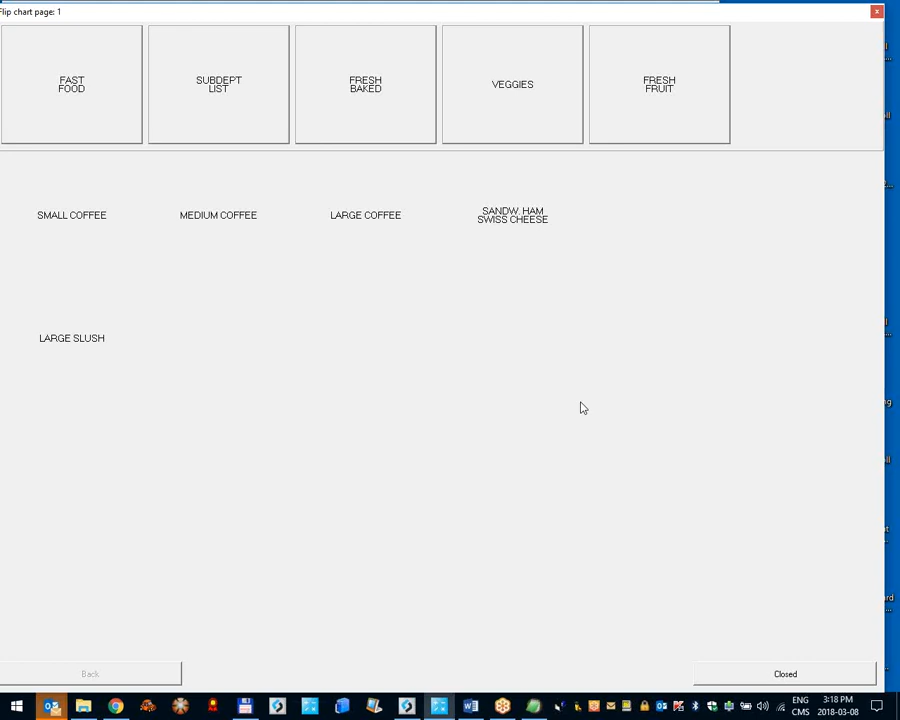 Flip chart page: 1
FAST
FOOD
SUBDEPT
LIST
FRESH
BAKED
VEGGIES
FRESH
FRUIT
SMALL COFFEE
MEDIUM COFFEE
LARGE COFFEE
SANDW. HAM
SWISS CHEESE
LARGE SLUSH
Back
Closed
ENG
CMS
3:18 PM
2018-03-08